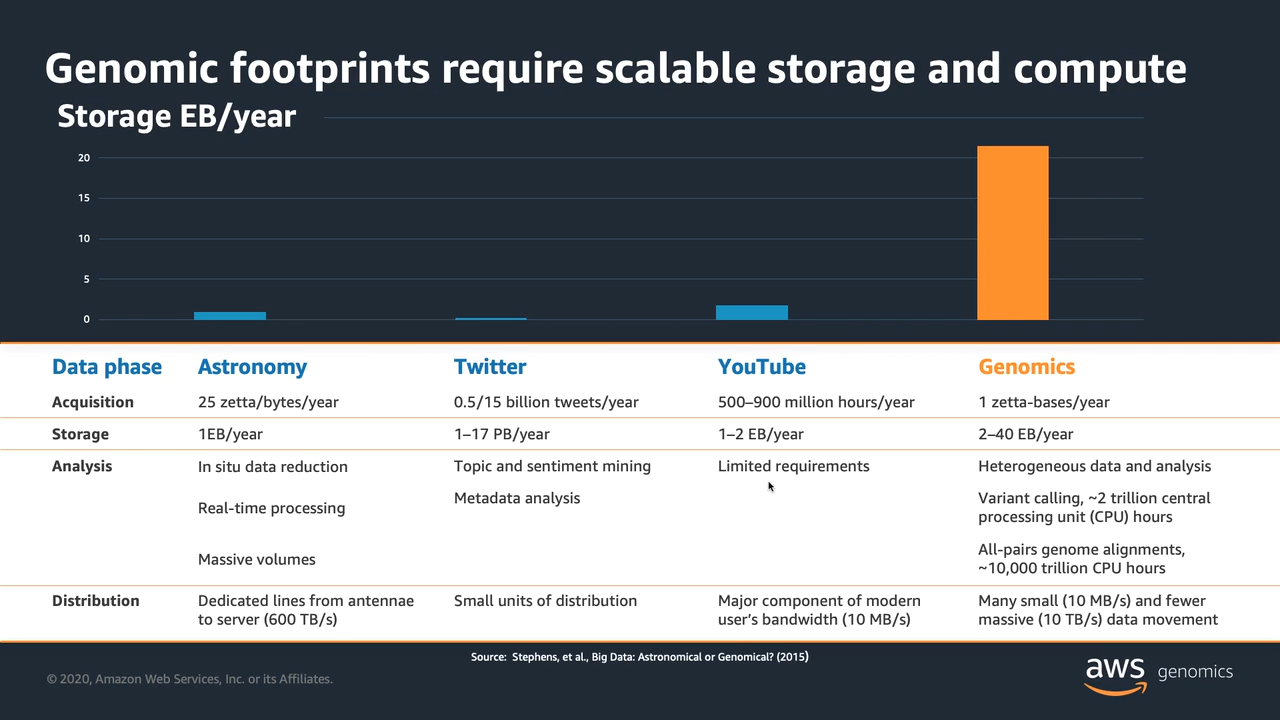 Genomic footprints require scalable storage and compute
Storage EB/year
20
15
10
5
0
Data phase Astronomy Twitter YouTube Genomics
Acquisition 25 zetta/bytes/year 0.5/15 billion tweets/year 500–900 million hours/year 1 zetta-bases/year
Storage 1EB/year 1–17 PB/year 1–2 EB/year 2–40 EB/year
Analysis In situ data reduction Topic and sentiment mining Limited requirements Heterogeneous data and analysis
Real-time processing Metadata analysis Variant calling, ~2 trillion central
processing unit (CPU) hours
Massive volumes All-pairs genome alignments,
~10,000 trillion CPU hours
Distribution Dedicated lines from antennae Small units of distribution Major component of modern Many small (10 MB/s) and fewer
to server (600 TB/s) user’s bandwidth (10 MB/s) massive (10 TB/s) data movement
Source: Stephens, et al., Big Data: Astronomical or Genomical? (2015)
© 2020, Amazon Web Services, Inc. or its Affiliates.
aws genomics